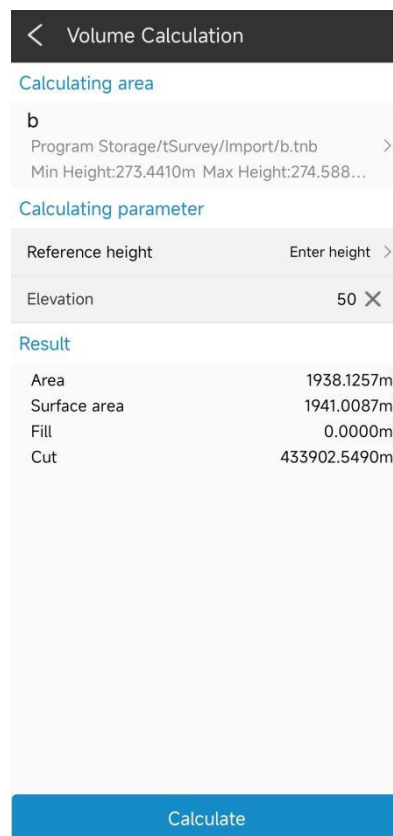 Volume Calculation
Calculating area
b
Program Storage/tSurvey/Import/b.tnb
Min Height:273.4410m Max Height:274.588...
Calculating parameter
Reference height Enter height
Elevation 50
Result
Area 1938.1257m
Surface area 1941.0087m
Fill 0.0000m
Cut 433902.5490m
Calculate